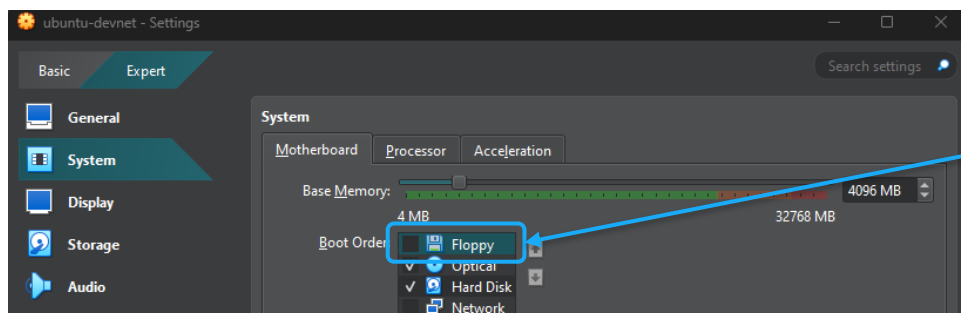 ubuntu-devnet - Settings
Basic Expert Search settings
General
System
Display
Storage
Audio
System
Motherboard Processor Acceleration
Base Memory: 4096 MB
4 MB 32768 MB
Boot Order Floppy
Optical
Hard Disk
Network